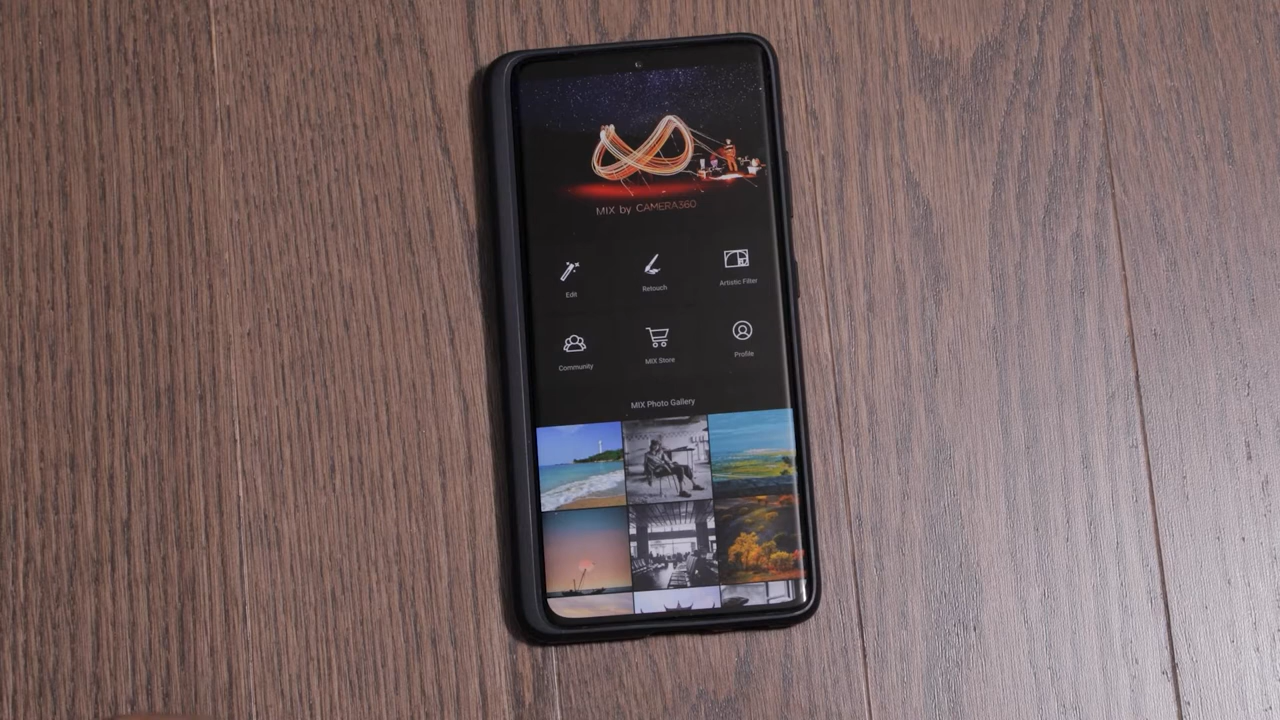 MIX by CAMERA360
Edit
Retouch
Artistic Filter
Community
MIX Store
Profile
MIX Photo Gallery